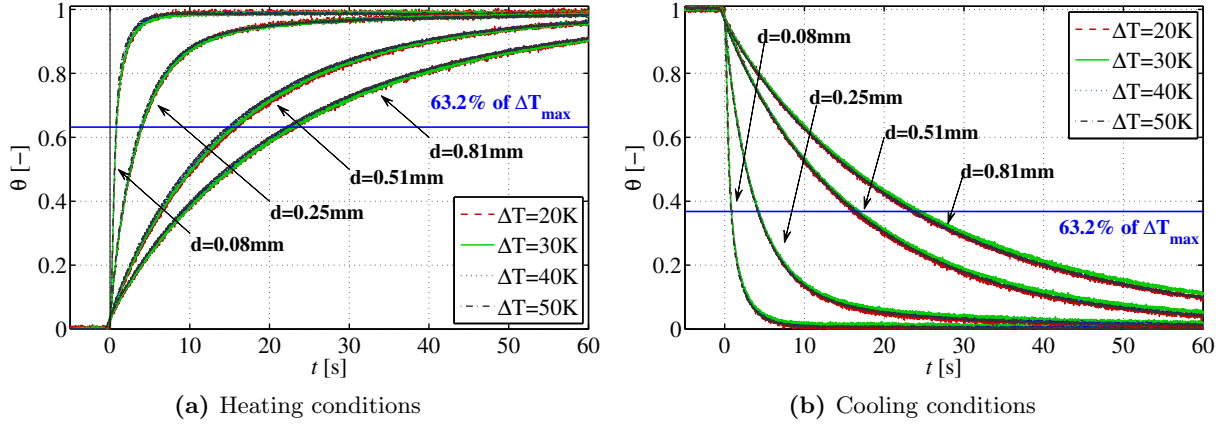 1
0.8
0.6
0.4
0.2
0
θ [-]
63.2% of ΔT_max
d=0.81mm
d=0.51mm
d=0.25mm
d=0.08mm
ΔT=20K
ΔT=30K
ΔT=40K
ΔT=50K
0 10 20 30 40 50 60
t [s]
(a) Heating conditions
1
0.8
0.6
0.4
0.2
0
θ [-]
d=0.08mm
d=0.25mm
d=0.51mm
d=0.81mm
63.2% of ΔT_max
ΔT=20K
ΔT=30K
ΔT=40K
ΔT=50K
0 10 20 30 40 50 60
t [s]
(b) Cooling conditions